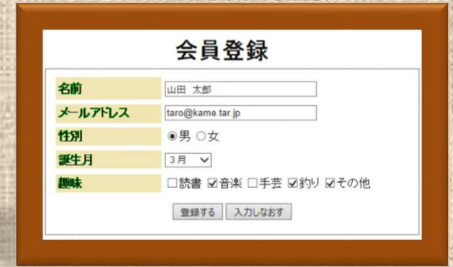 会員登録
名前 山田 太郎
メールアドレス taro@kame.tar.jp
性別 ◉男 ○女
誕生月 3月
趣味 □読書 ☑音楽 □手芸 ☑釣り ☑その他
登録する 入力しなおす